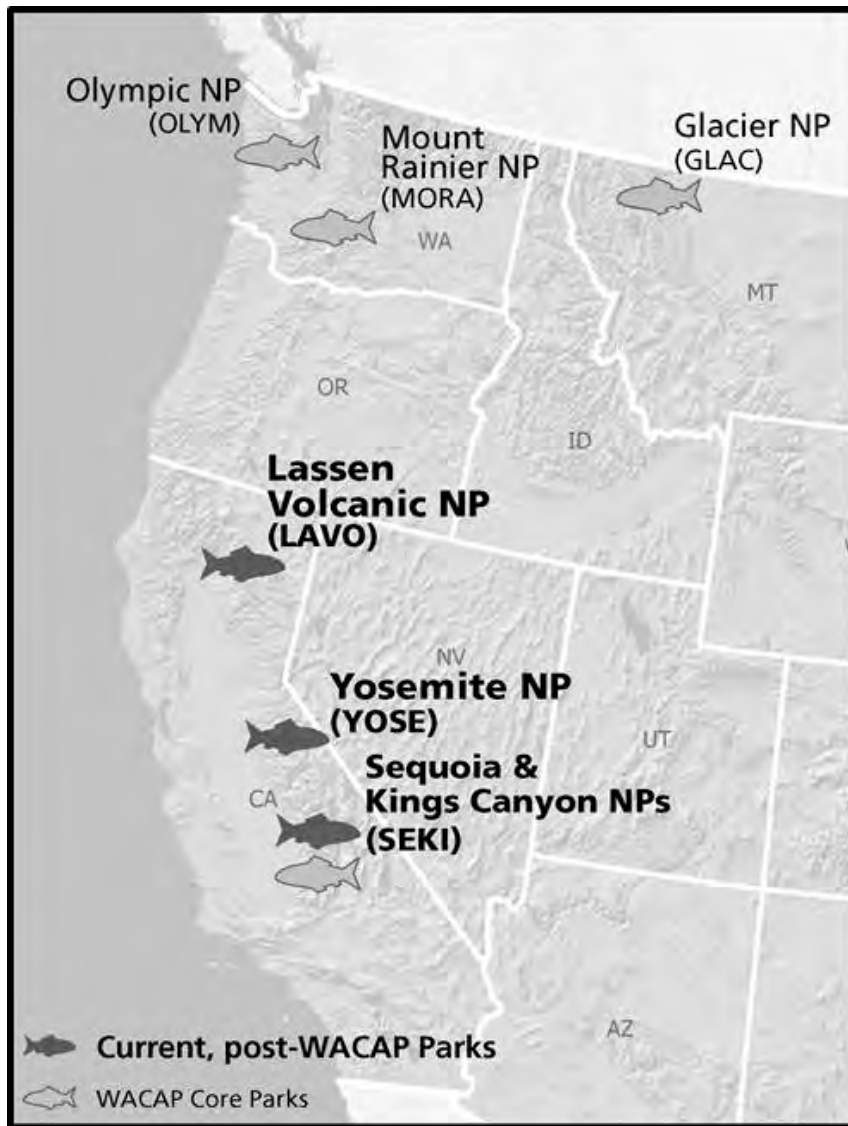 Olympic NP
(OLYM)
Mount
Rainier NP
(MORA)
Glacier NP
(GLAC)
WA
MT
OR
ID
Lassen
Volcanic NP
(LAVO)
NV
Yosemite NP
(YOSE)
UT
Sequoia &
Kings Canyon NPs
(SEKI)
CA
AZ
Current, post-WACAP Parks
WACAP Core Parks